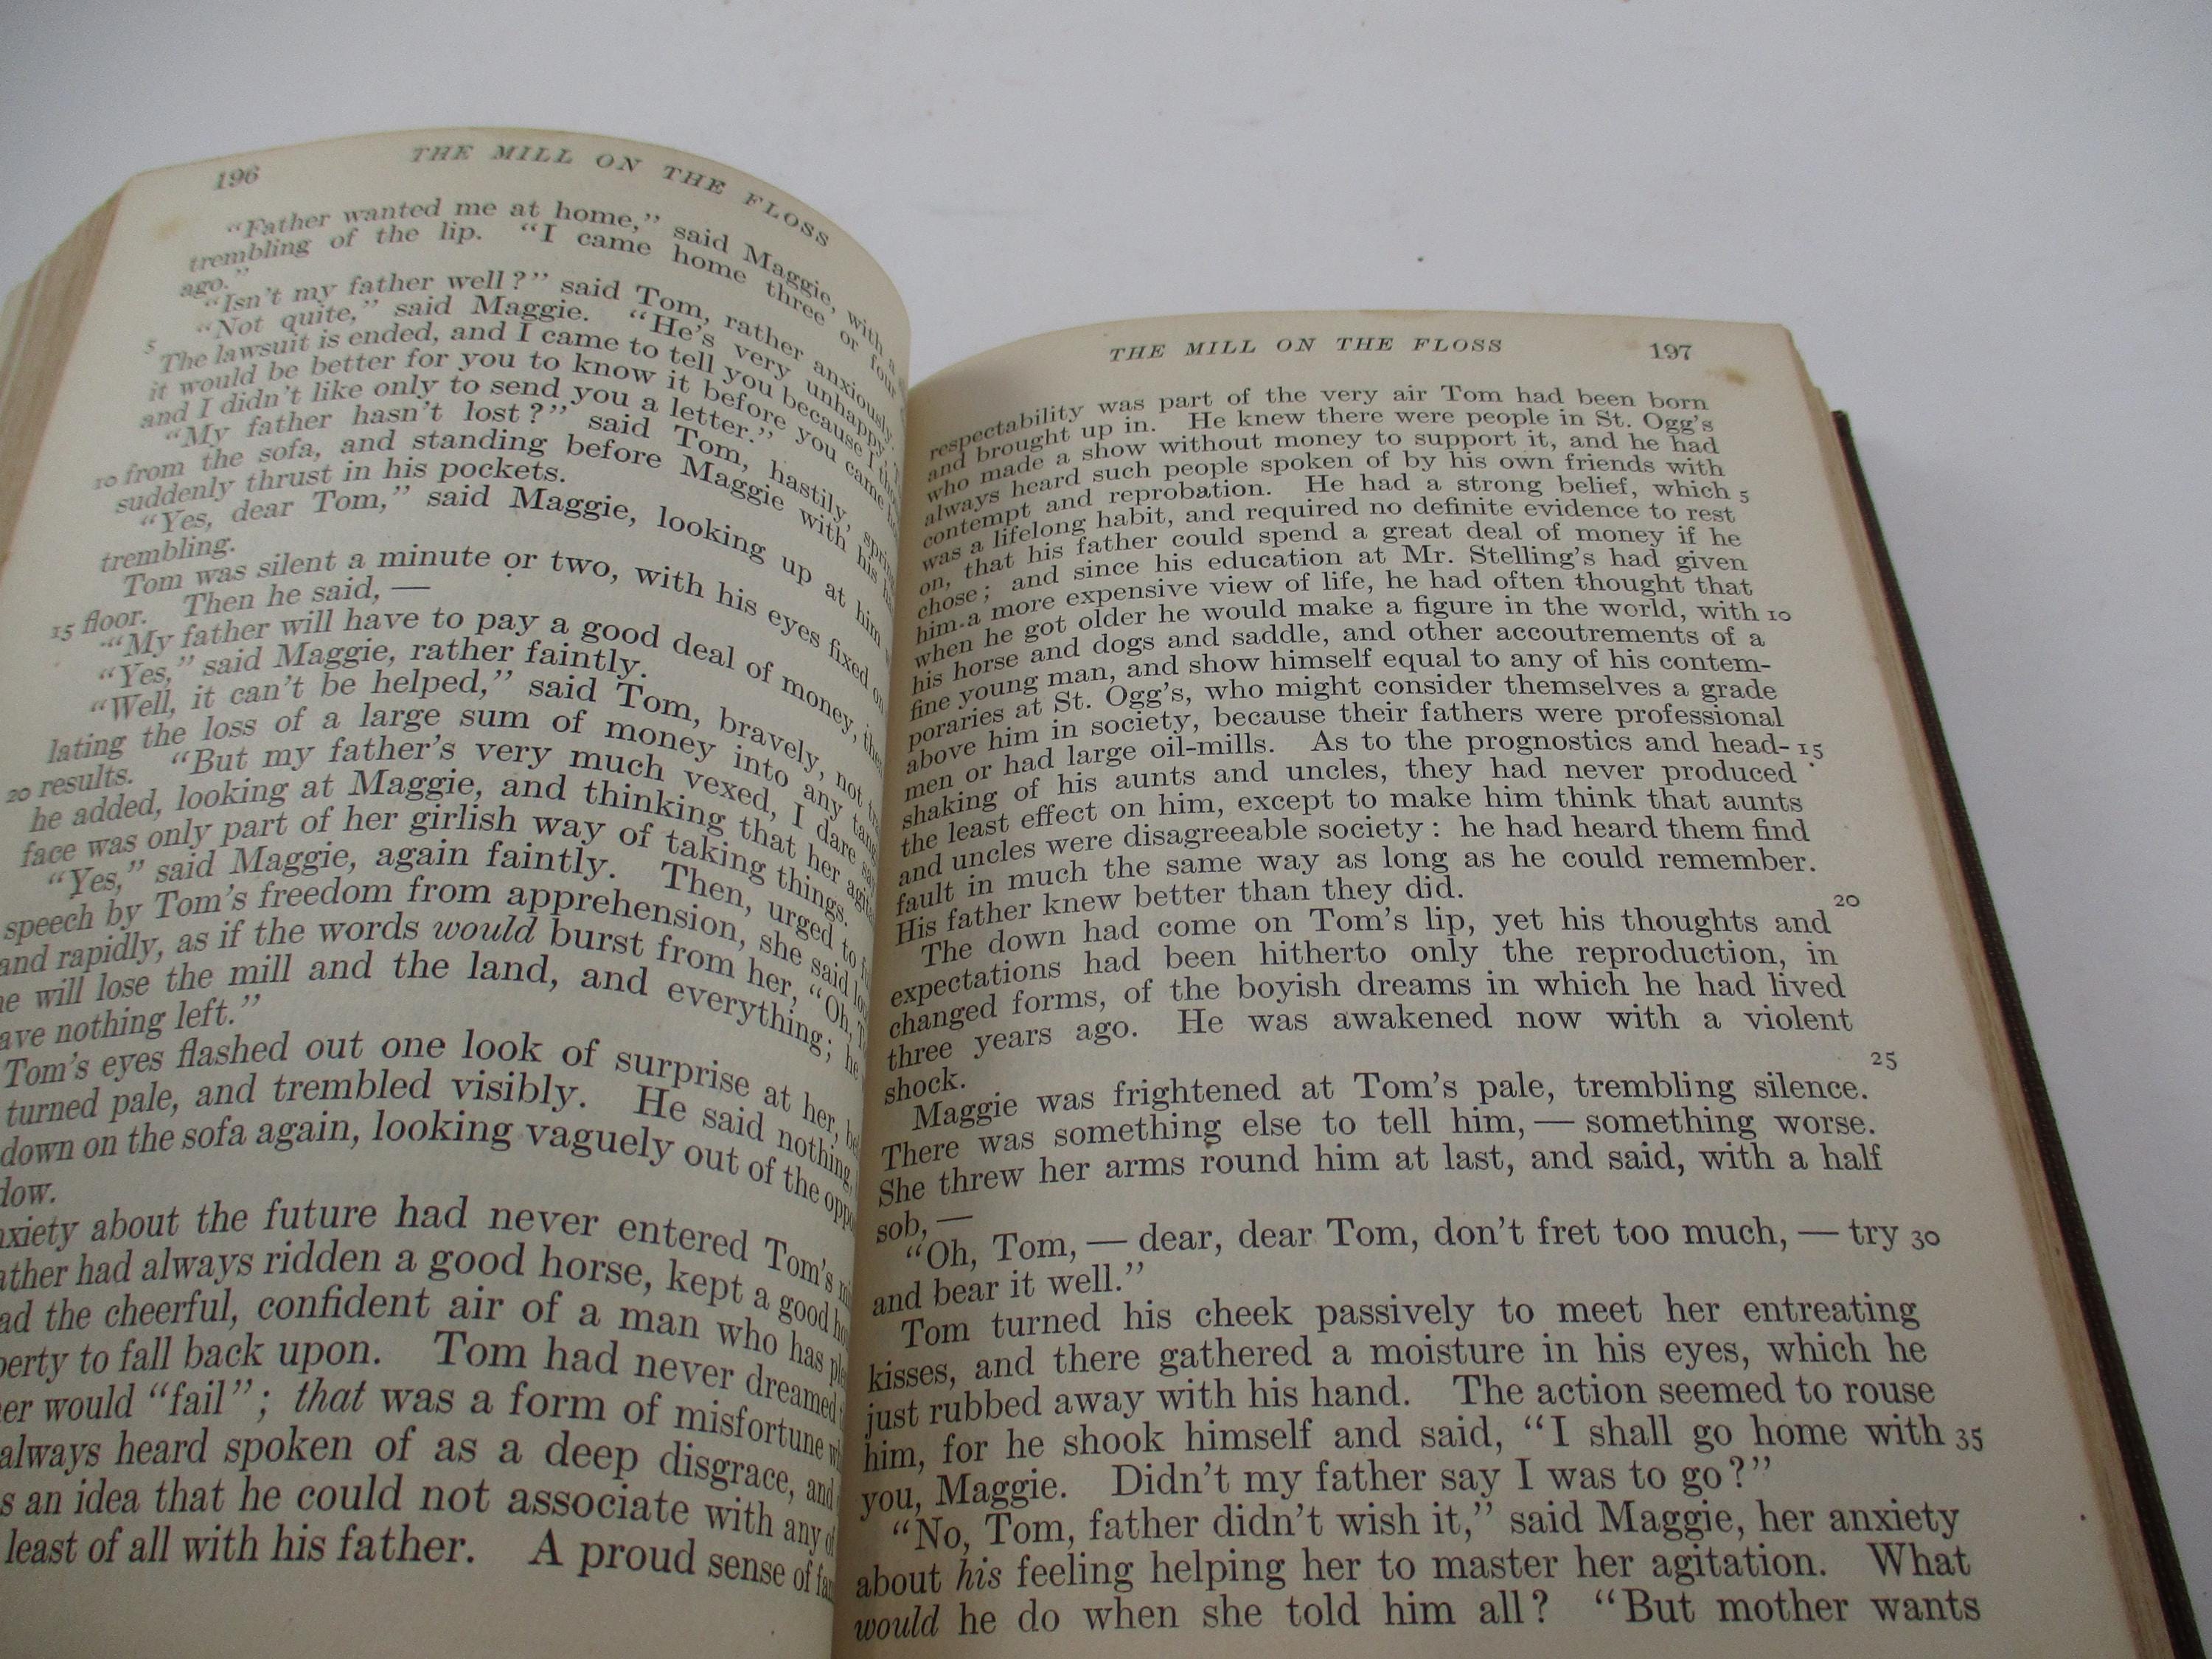 196
THE MILL ON THE FLOSS
“Father wanted me at home,” said Maggie, with a
trembling of the lip. “I came home three or four
ago.”
“Isn’t my father well?” said Tom, rather anxiously.
5
“Not quite,” said Maggie. “He’s very unhappy.
The lawsuit is ended, and I came to tell you because I
it would be better for you to know it before you came
and I didn’t like only to send you a letter.”
“My father hasn’t lost?” said Tom, hastily,
10 from the sofa, and standing before Maggie with his
suddenly thrust in his pockets.
“Yes, dear Tom,” said Maggie, looking up at him
trembling.
Tom was silent a minute or two, with his eyes fixed on
15 floor. Then he said, —
“My father will have to pay a good deal of money,
“Yes,” said Maggie, rather faintly.
“Well, it can’t be helped,” said Tom, bravely, not
lating the loss of a large sum of money into any
20 results. “But my father’s very much vexed, I dare
he added, looking at Maggie, and thinking that her
face was only part of her girlish way of taking things.
“Yes,” said Maggie, again faintly. Then, urged to
speech by Tom’s freedom from apprehension, she said
and rapidly, as if the words would burst from her, “Oh,
will lose the mill and the land, and everything; he
nothing left.”
Tom’s eyes flashed out one look of surprise at her,
turned pale, and trembled visibly. He said nothing,
down on the sofa again, looking vaguely out of the
about the future had never entered Tom’s
had always ridden a good horse, kept a good
the cheerful, confident air of a man who has
to fall back upon. Tom had never dreamed
would “fail”; that was a form of misfortune
always heard spoken of as a deep disgrace, and
an idea that he could not associate with any
least of all with his father. A proud sense of
THE MILL ON THE FLOSS
197
respectability was part of the very air Tom had been born
and brought up in. He knew there were people in St. Ogg’s
who made a show without money to support it, and he had
always heard such people spoken of by his own friends with
contempt and reprobation. He had a strong belief, which 5
was a lifelong habit, and required no definite evidence to rest
on, that his father could spend a great deal of money if he
chose; and since his education at Mr. Stelling’s had given
him a more expensive view of life, he had often thought that
when he got older he would make a figure in the world, with 10
his horse and dogs and saddle, and other accoutrements of a
fine young man, and show himself equal to any of his contem-
poraries at St. Ogg’s, who might consider themselves a grade
above him in society, because their fathers were professional
men or had large oil-mills. As to the prognostics and head- 15
shaking of his aunts and uncles, they had never produced
the least effect on him, except to make him think that aunts
and uncles were disagreeable society: he had heard them find
fault in much the same way as long as he could remember.
His father knew better than they did.
20
The down had come on Tom’s lip, yet his thoughts and
expectations had been hitherto only the reproduction, in
changed forms, of the boyish dreams in which he had lived
three years ago. He was awakened now with a violent
shock.
25
Maggie was frightened at Tom’s pale, trembling silence.
There was something else to tell him, — something worse.
She threw her arms round him at last, and said, with a half
sob, —
“Oh, Tom, — dear, dear Tom, don’t fret too much, — try 30
and bear it well.”
Tom turned his cheek passively to meet her entreating
kisses, and there gathered a moisture in his eyes, which he
just rubbed away with his hand. The action seemed to rouse
him, for he shook himself and said, “I shall go home with 35
you, Maggie. Didn’t my father say I was to go?”
“No, Tom, father didn’t wish it,” said Maggie, her anxiety
about his feeling helping her to master her agitation. What
would he do when she told him all? “But mother wants